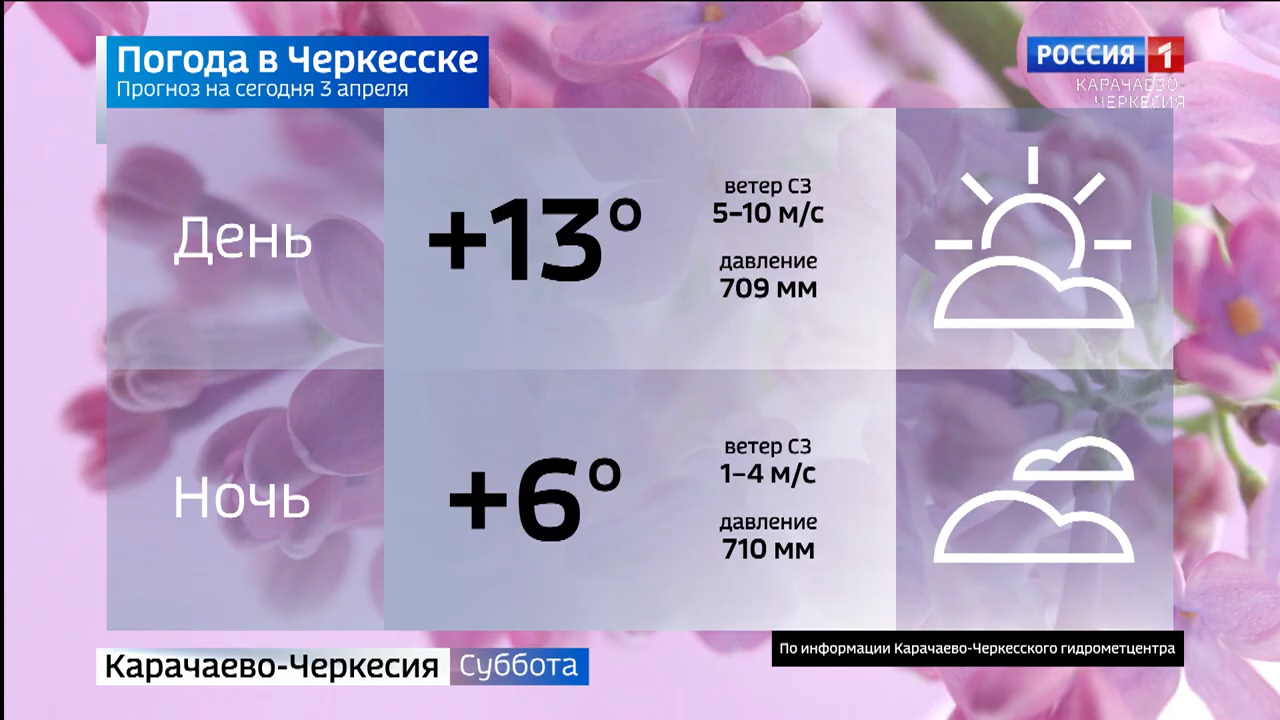 Погода в Черкесске
Прогноз на сегодня 3 апреля
РОССИЯ 1
КАРАЧАЕВО-
ЧЕРКЕСИЯ
День
+13°
ветер СЗ
5-10 м/с
давление
709 мм
Ночь
+6°
ветер СЗ
1-4 м/с
давление
710 мм
По информации Карачаево-Черкесского гидрометцентра
Карачаево-Черкесия Суббота